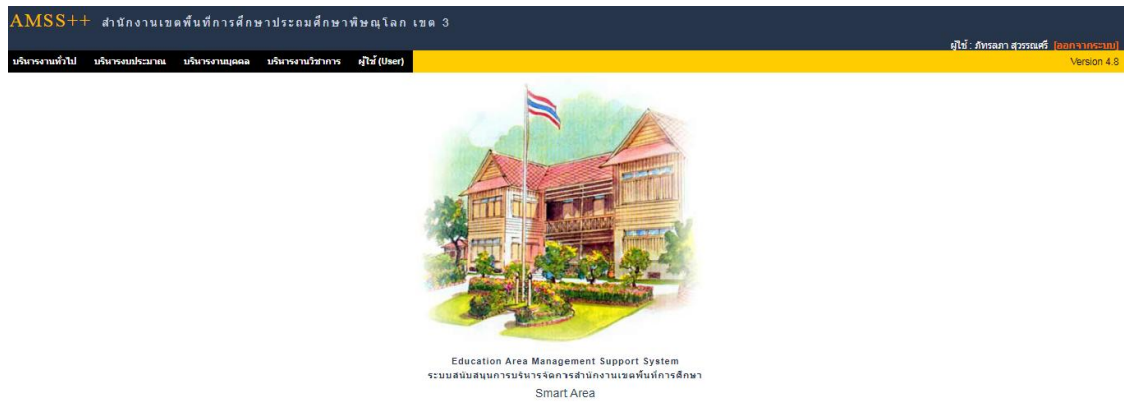 AMSS++ สำนักงานเขตพื้นที่การศึกษาประถมศึกษาพิษณุโลก เขต 3
ผู้ใช้ : ภัทรลภา สุวรรณศรี [ออกจากระบบ]
บริหารงานทั่วไป บริหารงบประมาณ บริหารงานบุคคล บริหารงานวิชาการ ผู้ใช้ (User) Version 4.8
Education Area Management Support System
ระบบสนับสนุนการบริหารจัดการสำนักงานเขตพื้นที่การศึกษา
Smart Area